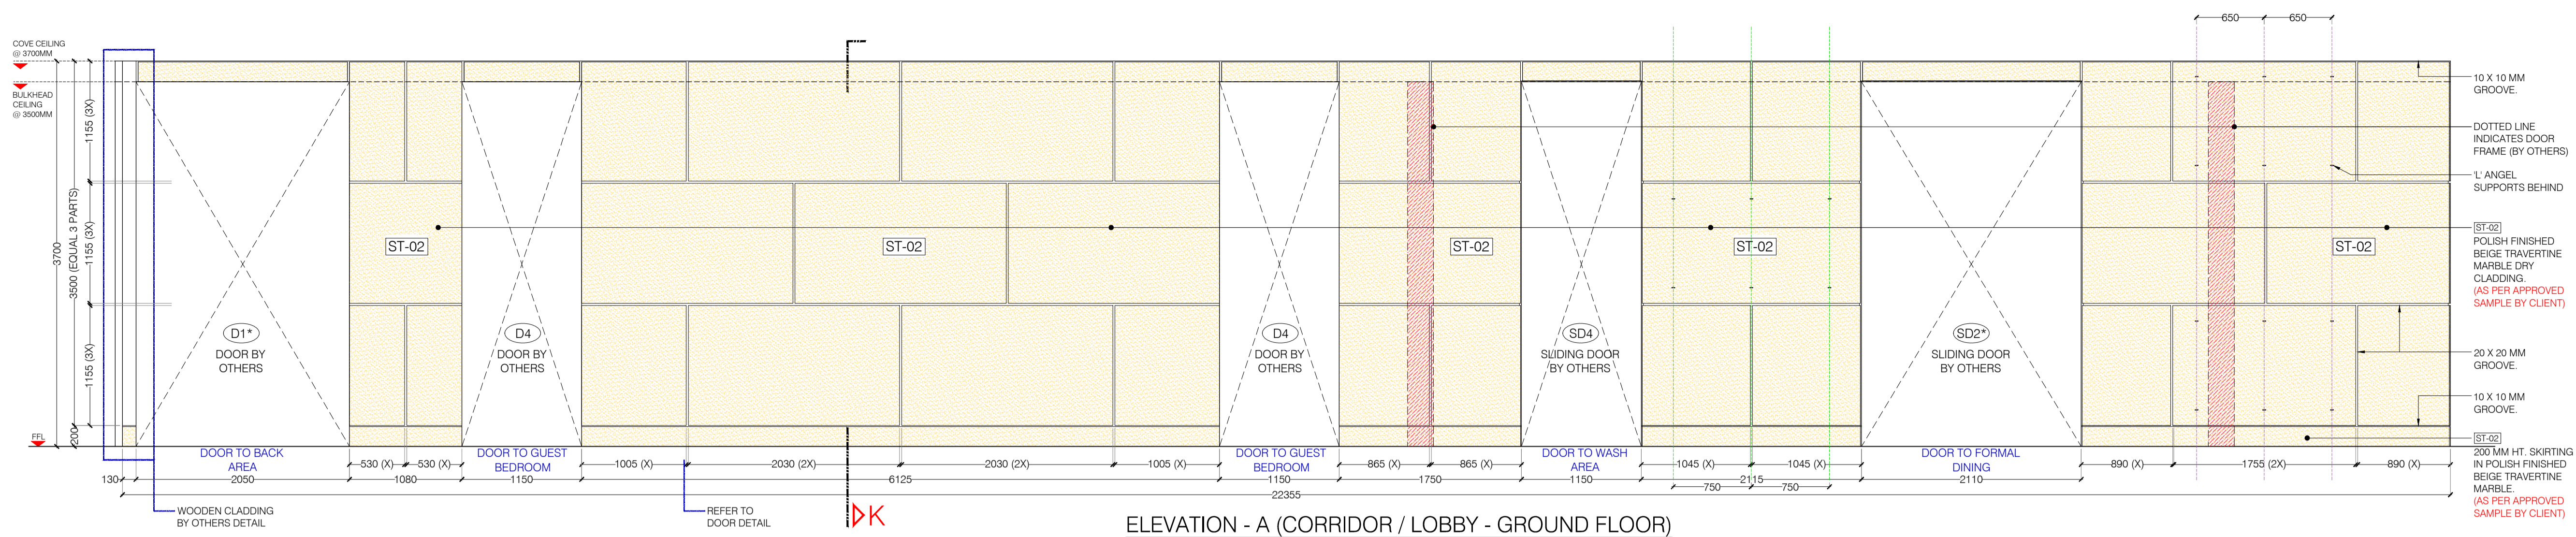 650
650
COVE CEILING
@ 3700MM
BULKHEAD
CEILING
@ 3500MM
3700
3500 (EQUAL 3 PARTS)
1155 (3X)
1155 (3X)
1155 (3X)
200
FFL
10 X 10 MM
GROOVE.
DOTTED LINE
INDICATES DOOR
FRAME (BY OTHERS)
'L' ANGEL
SUPPORTS BEHIND
ST-02
POLISH FINISHED
BEIGE TRAVERTINE
MARBLE DRY
CLADDING.
(AS PER APPROVED
SAMPLE BY CLIENT)
20 X 20 MM
GROOVE.
10 X 10 MM
GROOVE.
ST-02
200 MM HT. SKIRTING
IN POLISH FINISHED
BEIGE TRAVERTINE
MARBLE.
(AS PER APPROVED
SAMPLE BY CLIENT)
ST-02
ST-02
ST-02
ST-02
ST-02
D1*
DOOR BY
OTHERS
D4
DOOR BY
OTHERS
D4
DOOR BY
OTHERS
SD4
SLIDING DOOR
BY OTHERS
SD2*
SLIDING DOOR
BY OTHERS
DOOR TO BACK
AREA
DOOR TO GUEST
BEDROOM
DOOR TO GUEST
BEDROOM
DOOR TO WASH
AREA
DOOR TO FORMAL
DINING
530 (X)
530 (X)
1005 (X)
2030 (2X)
2030 (2X)
1005 (X)
865 (X)
865 (X)
1045 (X)
1045 (X)
890 (X)
1755 (2X)
890 (X)
130
2050
1080
1150
6125
1150
1750
1150
2115
2110
750
750
22355
WOODEN CLADDING
BY OTHERS DETAIL
REFER TO
DOOR DETAIL
K
ELEVATION - A (CORRIDOR / LOBBY - GROUND FLOOR)